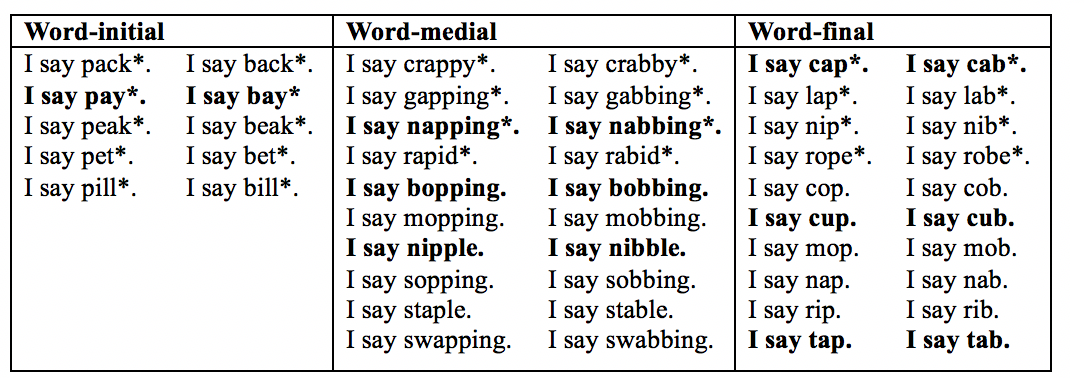 Word-initial Word-medial Word-final
I say pack*. I say back*. I say crappy*. I say crabby*. I say cap*. I say cab*.
I say pay*. I say bay* I say gapping*. I say gabbing*. I say lap*. I say lab*.
I say peak*. I say beak*. I say napping*. I say nabbing*. I say nip*. I say nib*.
I say pet*. I say bet*. I say rapid*. I say rabid*. I say rope*. I say robe*.
I say pill*. I say bill*. I say bopping. I say bobbing. I say cop. I say cob.
I say mopping. I say mobbing. I say cup. I say cub.
I say nipple. I say nibble. I say mop. I say mob.
I say sopping. I say sobbing. I say nap. I say nab.
I say staple. I say stable. I say rip. I say rib.
I say swapping. I say swabbing. I say tap. I say tab.